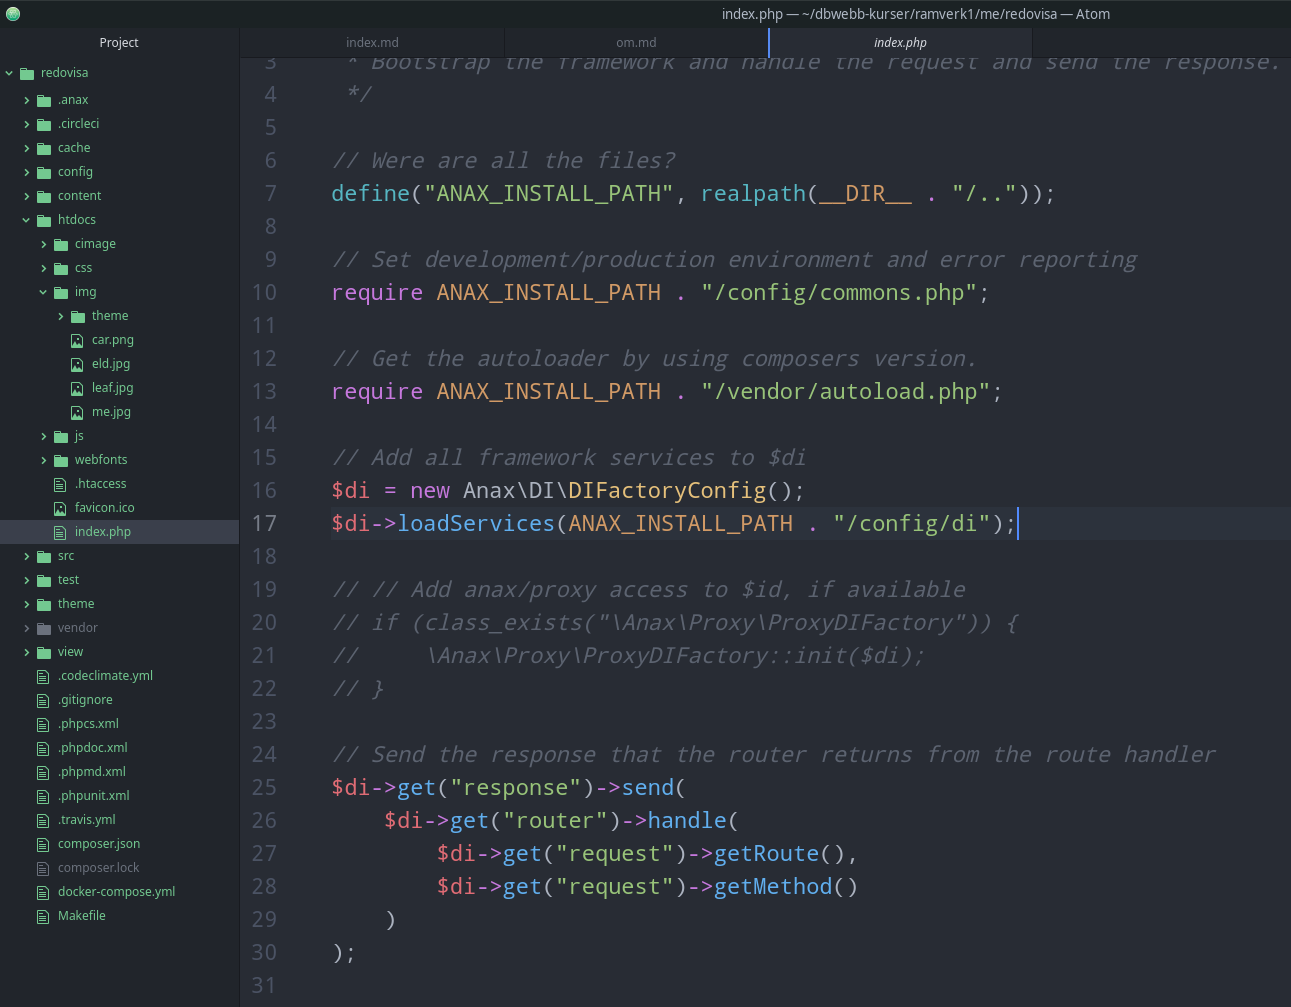 index.php — ~/dbwebb-kurser/ramverk1/me/redovisa — Atom
Project
redovisa
.anax
.circleci
cache
config
content
htdocs
cimage
css
img
theme
car.png
eld.jpg
leaf.jpg
me.jpg
js
webfonts
.htaccess
favicon.ico
index.php
src
test
theme
vendor
view
.codeclimate.yml
.gitignore
.phpcs.xml
.phpdoc.xml
.phpmd.xml
.phpunit.xml
.travis.yml
composer.json
composer.lock
docker-compose.yml
Makefile
index.md om.md index.php
3 * Bootstrap the framework and handle the request and send the response.
4 */
5
6 // Were are all the files?
7 define("ANAX_INSTALL_PATH", realpath(__DIR__ . "/.."));
8
9 // Set development/production environment and error reporting
10 require ANAX_INSTALL_PATH . "/config/commons.php";
11
12 // Get the autoloader by using composers version.
13 require ANAX_INSTALL_PATH . "/vendor/autoload.php";
14
15 // Add all framework services to $di
16 $di = new Anax\DI\DIFactoryConfig();
17 $di->loadServices(ANAX_INSTALL_PATH . "/config/di");
18
19 // // Add anax/proxy access to $id, if available
20 // if (class_exists("\Anax\Proxy\ProxyDIFactory")) {
21 //     \Anax\Proxy\ProxyDIFactory::init($di);
22 // }
23
24 // Send the response that the router returns from the route handler
25 $di->get("response")->send(
26     $di->get("router")->handle(
27         $di->get("request")->getRoute(),
28         $di->get("request")->getMethod()
29     )
30 );
31